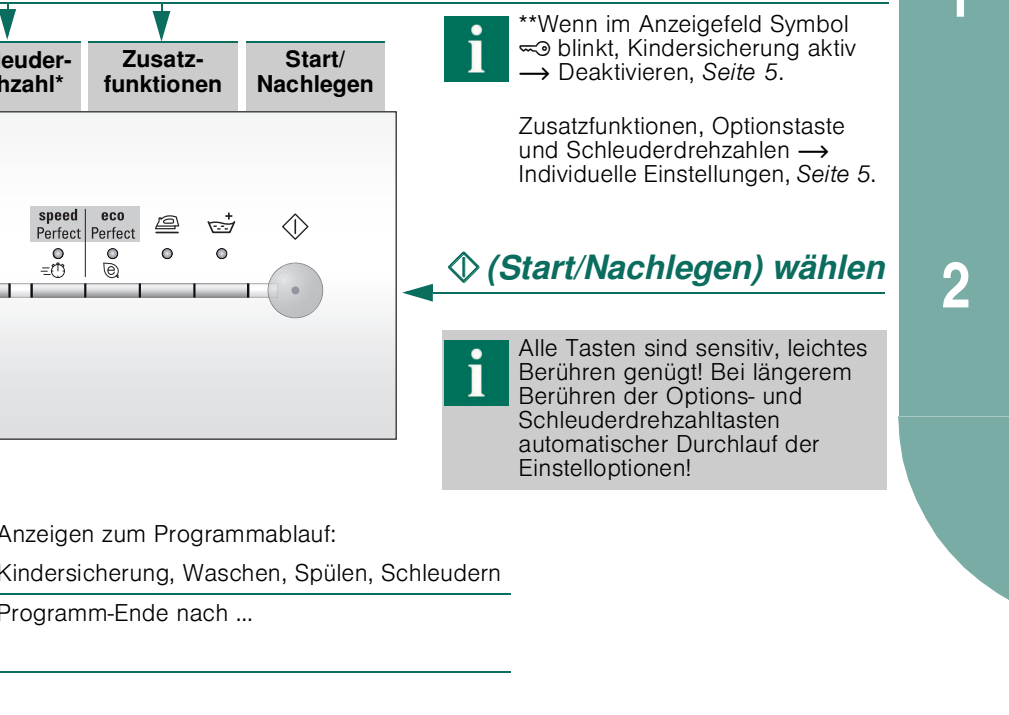 **Wenn im Anzeigefeld Symbol
blinkt, Kindersicherung aktiv
→ Deaktivieren, Seite 5.
Zusatzfunktionen, Optionstaste
und Schleuderdrehzahlen →
Individuelle Einstellungen, Seite 5.
euder-
hzahl*
Zusatz-
funktionen
Start/
Nachlegen
speed
Perfect
eco
Perfect
e
(Start/Nachlegen) wählen
2
i
i
Alle Tasten sind sensitiv, leichtes
Berühren genügt! Bei längerem
Berühren der Options- und
Schleuderdrehzahltasten
automatischer Durchlauf der
Einstelloptionen!
Anzeigen zum Programmablauf:
Kindersicherung, Waschen, Spülen, Schleudern
Programm-Ende nach ...